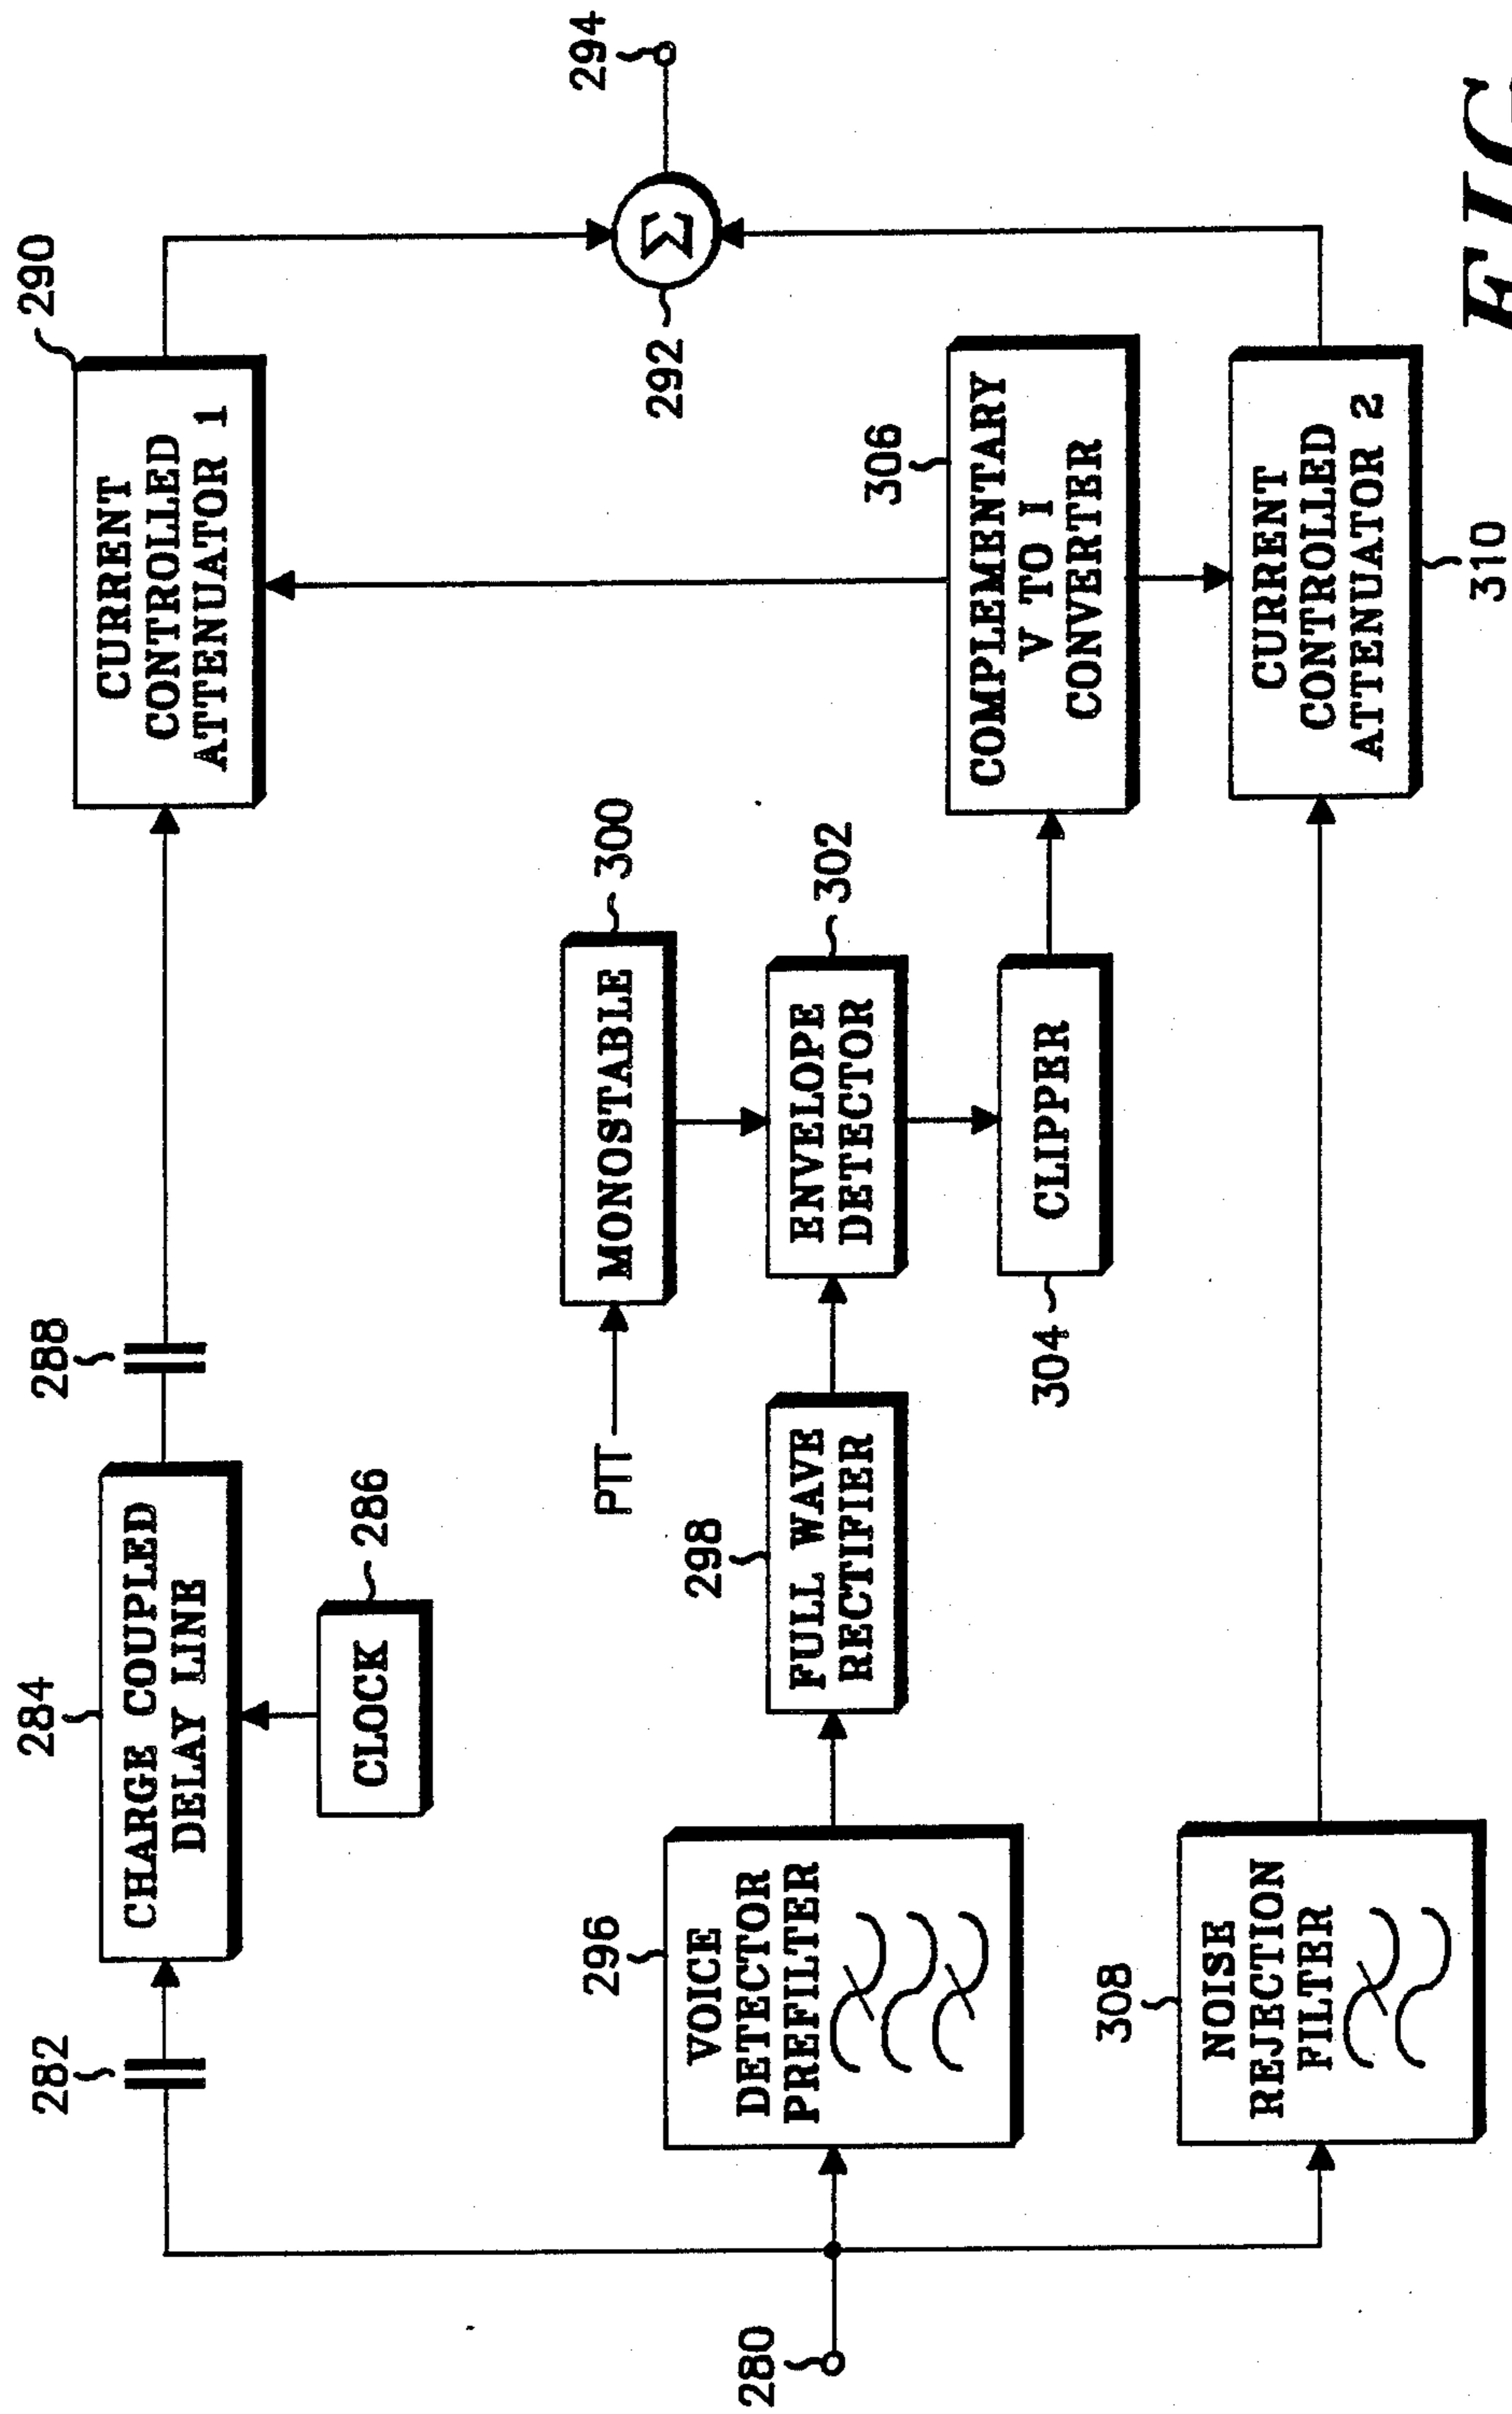 284
CHARGE COUPLED
DELAY LINE
282
288
290
CURRENT
CONTROLLED
ATTENUATOR 1
CLOCK
286
PTT
MONOSTABLE
300
292
Σ
294
280
296
VOICE
DETECTOR
PREFILTER
298
FULL WAVE
RECTIFIER
ENVELOPE
DETECTOR
302
304
CLIPPER
306
COMPLEMENTARY
V TO I
CONVERTER
308
NOISE
REJECTION
FILTER
CURRENT
CONTROLLED
ATTENUATOR 2
310